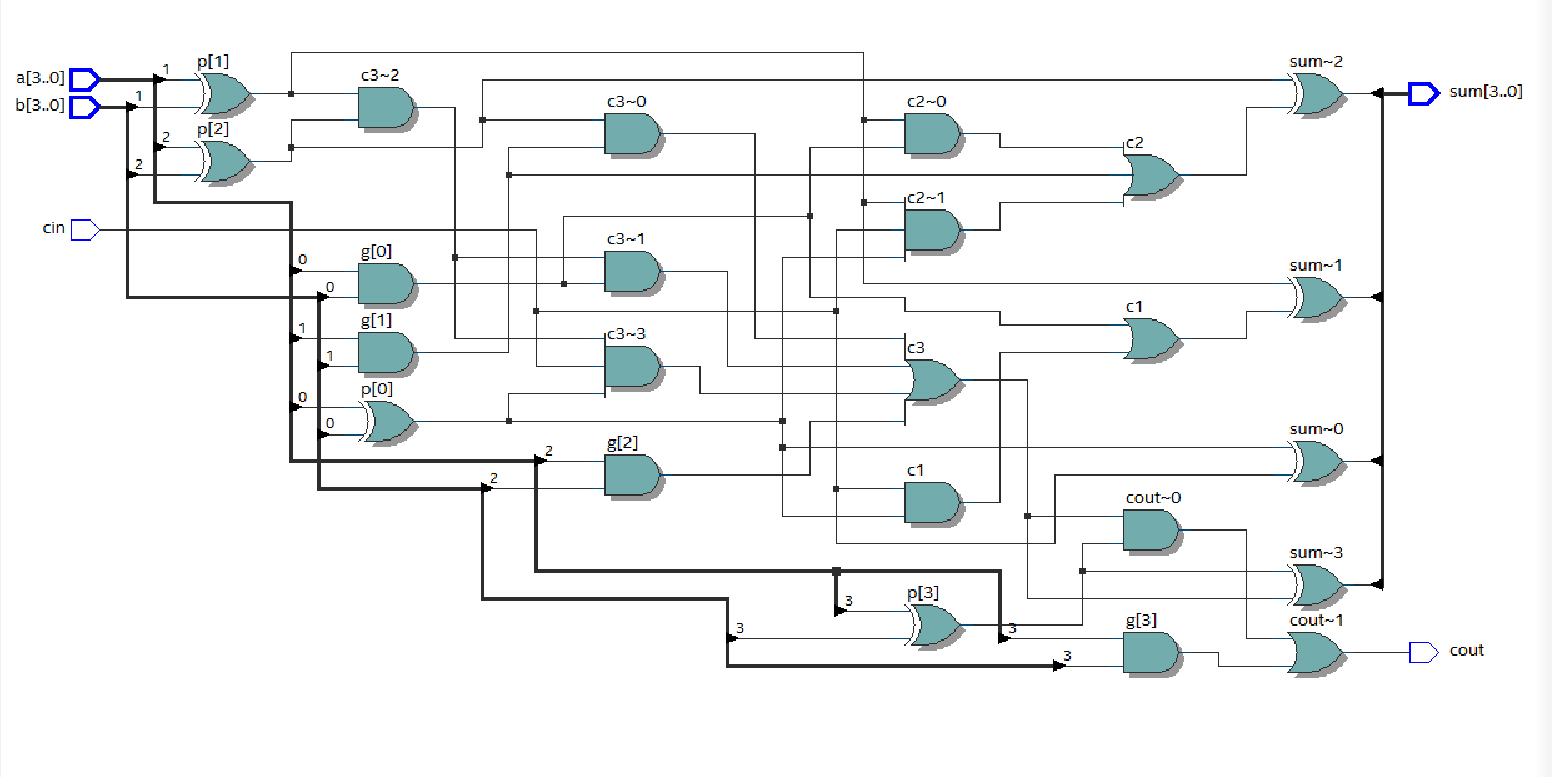 a[3..0]
b[3..0]
cin
1
1
2
2
p[1]
p[2]
c3~2
0
0
1
1
0
0
g[0]
g[1]
p[0]
2
2
c3~0
c3~1
c3~3
g[2]
c2~0
c2~1
c3
c1
3
3
p[3]
3
3
c2
c1
cout~0
g[3]
sum~2
sum~1
sum~0
sum~3
cout~1
sum[3..0]
cout